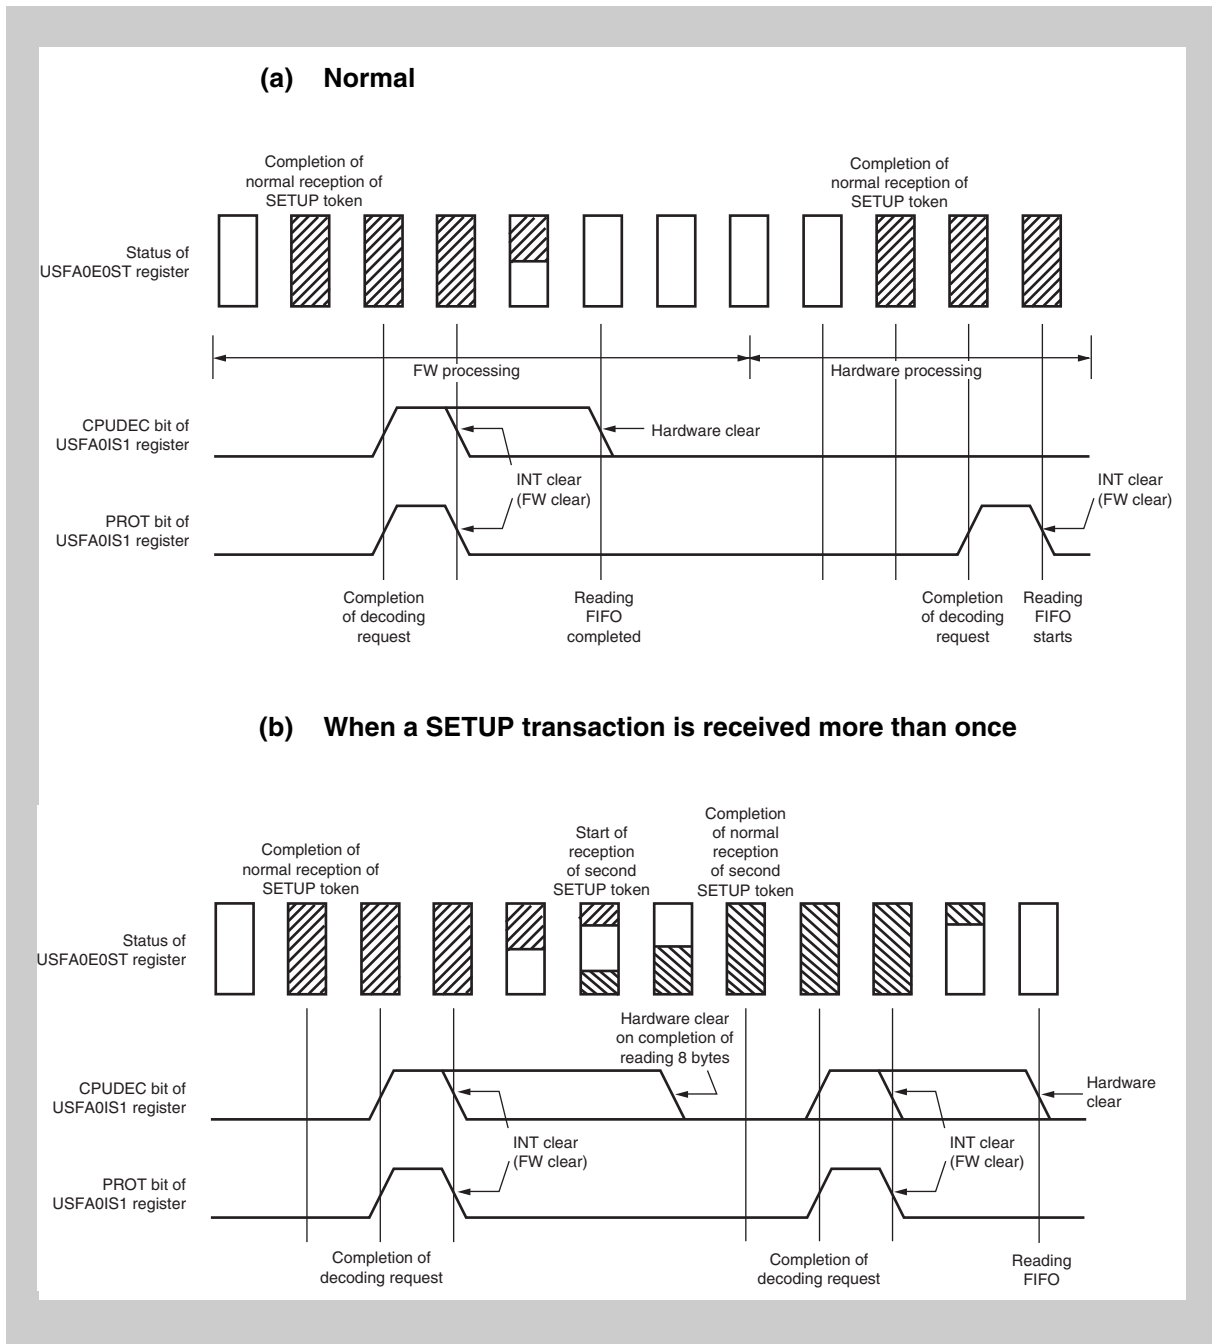 (a) Normal
Completion of
normal reception of
SETUP token
Completion of
normal reception of
SETUP token
Status of
USFA0E0ST register
FW processing
Hardware processing
CPUDEC bit of
USFA0IS1 register
Hardware clear
INT clear
(FW clear)
INT clear
(FW clear)
PROT bit of
USFA0IS1 register
Completion
of decoding
request
Reading
FIFO
completed
Completion
of decoding
request
Reading
FIFO
starts
(b) When a SETUP transaction is received more than once
Completion of
normal reception of
SETUP token
Start of
reception
of second
SETUP token
Completion
of normal
reception
of second
SETUP token
Status of
USFA0E0ST register
Hardware clear
on completion of
reading 8 bytes
CPUDEC bit of
USFA0IS1 register
Hardware
clear
INT clear
(FW clear)
INT clear
(FW clear)
PROT bit of
USFA0IS1 register
Completion of
decoding request
Completion of
decoding request
Reading
FIFO